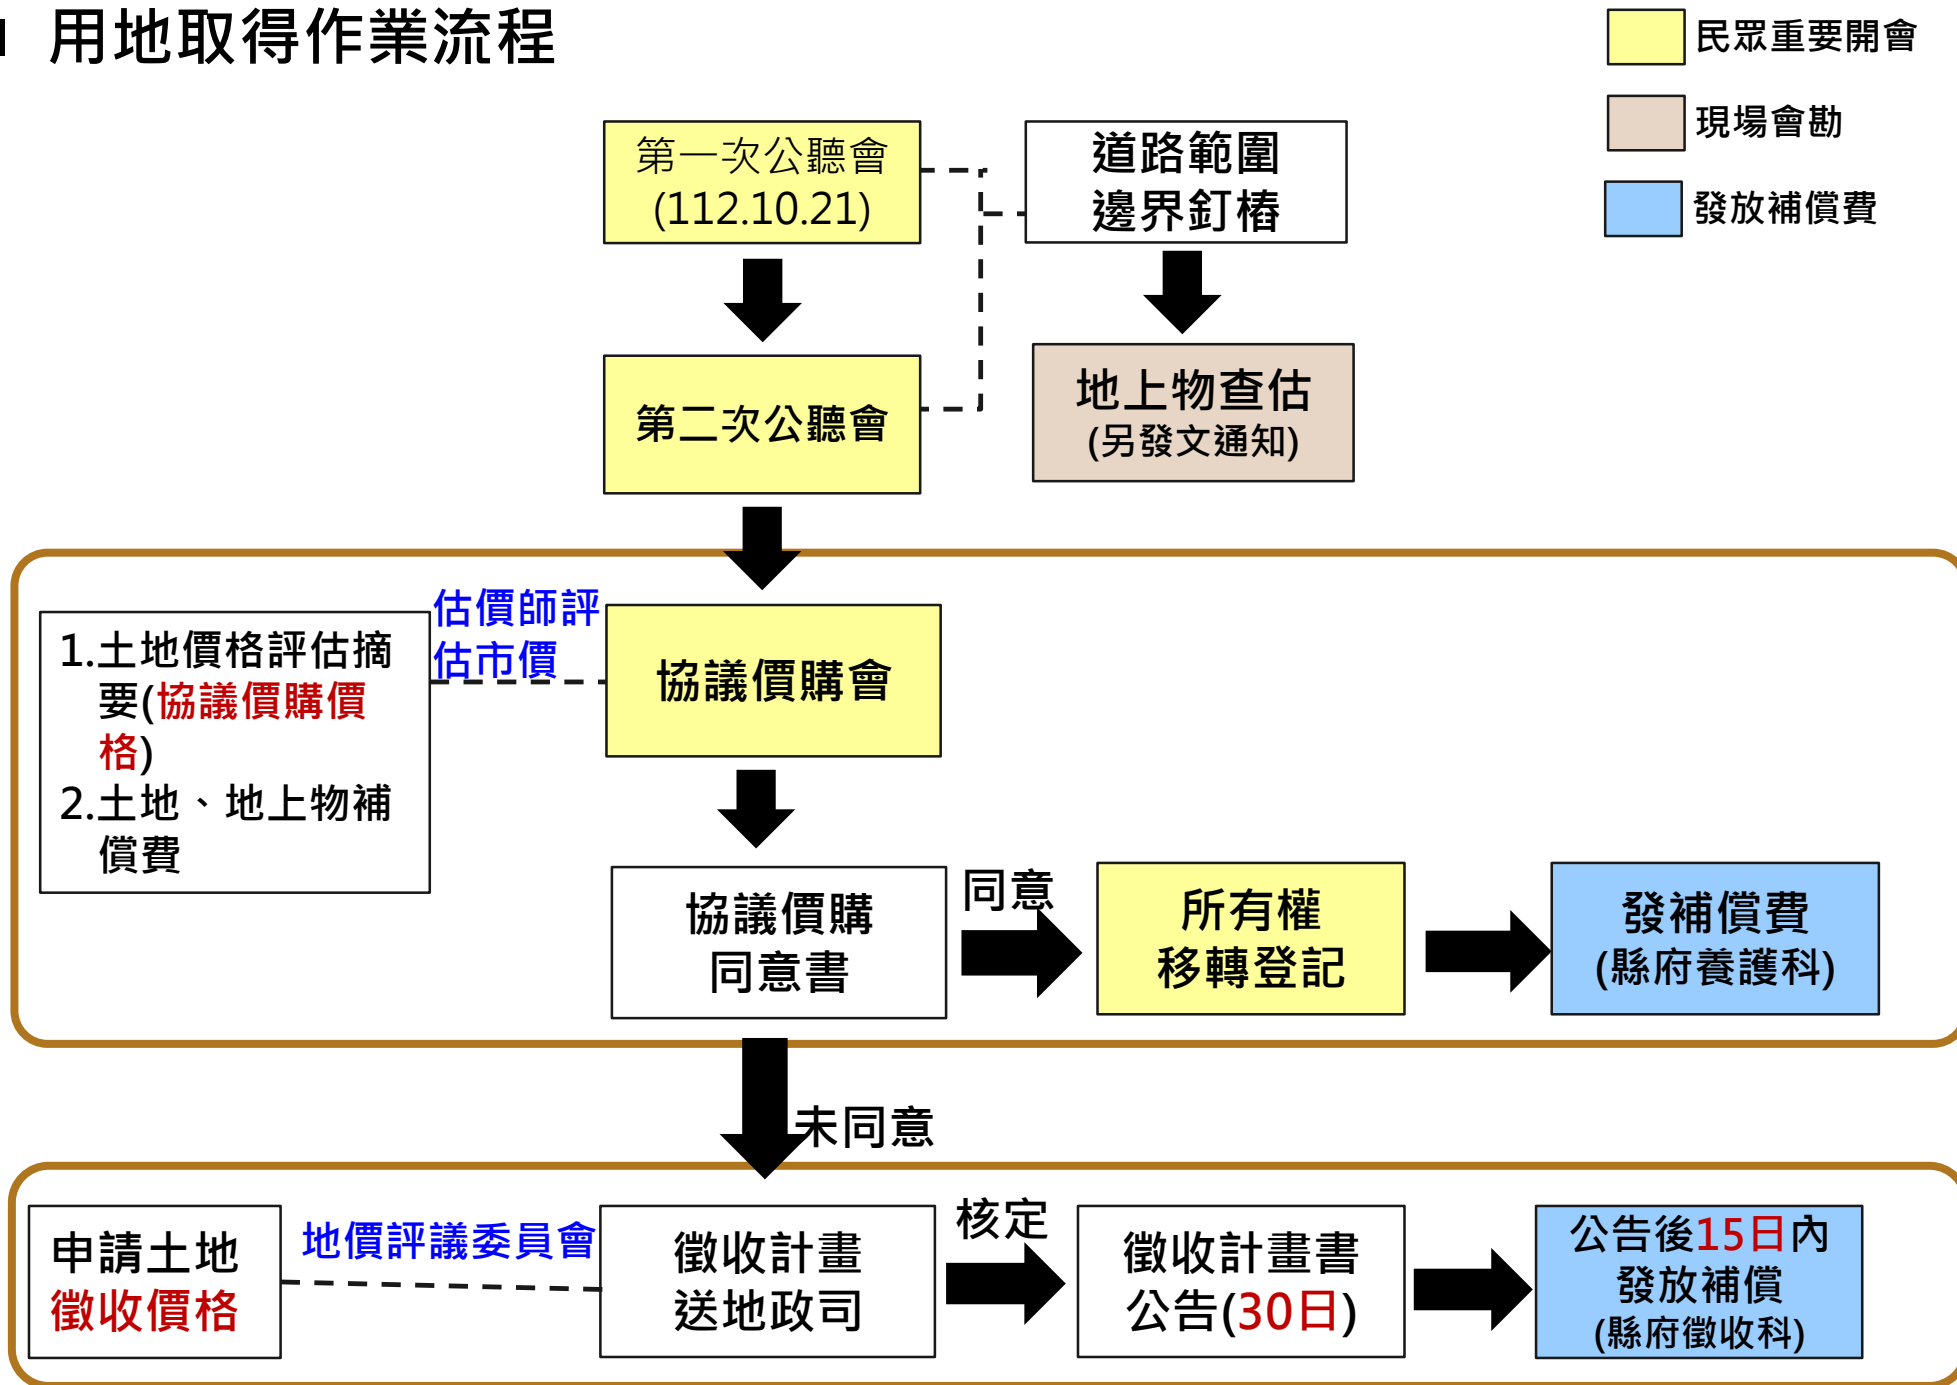 用地取得作業流程
民眾重要開會
現場會勘
發放補償費
第一次公聽會
(112.10.21)
道路範圍
邊界釘樁
第二次公聽會
地上物查估
(另發文通知)
估價師評
估市價
1.土地價格評估摘
要(協議價購價
格)
2.土地、地上物補
償費
協議價購會
協議價購
同意書
同意
所有權
移轉登記
發補償費
(縣府養護科)
未同意
申請土地
徵收價格
地價評議委員會
徵收計畫
送地政司
核定
徵收計畫書
公告(30日)
公告後15日內
發放補償
(縣府徵收科)